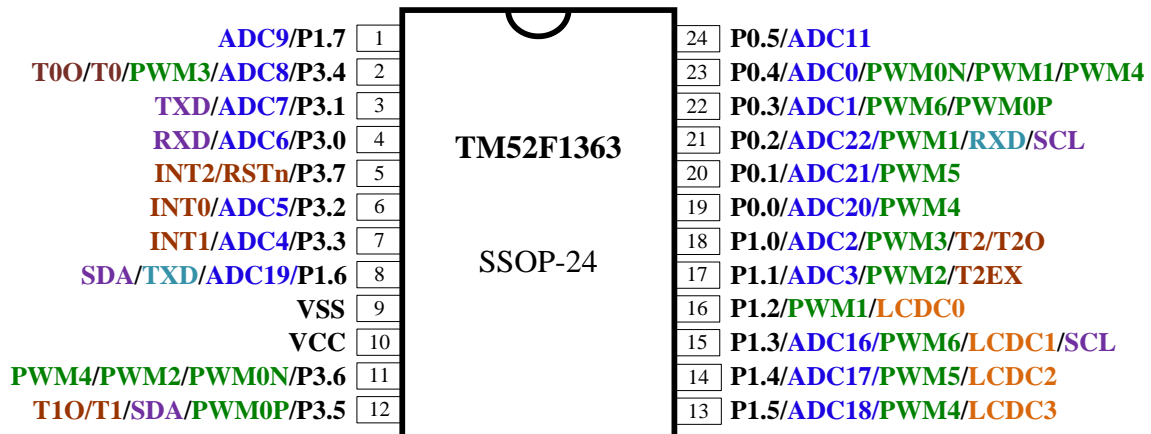 ADC9/P1.7 1
T0O/T0/PWM3/ADC8/P3.4 2
TXD/ADC7/P3.1 3
RXD/ADC6/P3.0 4
INT2/RSTn/P3.7 5
INT0/ADC5/P3.2 6
INT1/ADC4/P3.3 7
SDA/TXD/ADC19/P1.6 8
VSS 9
VCC 10
PWM4/PWM2/PWM0N/P3.6 11
T1O/T1/SDA/PWM0P/P3.5 12
TM52F1363
SSOP-24
24 P0.5/ADC11
23 P0.4/ADC0/PWM0N/PWM1/PWM4
22 P0.3/ADC1/PWM6/PWM0P
21 P0.2/ADC22/PWM1/RXD/SCL
20 P0.1/ADC21/PWM5
19 P0.0/ADC20/PWM4
18 P1.0/ADC2/PWM3/T2/T2O
17 P1.1/ADC3/PWM2/T2EX
16 P1.2/PWM1/LCDC0
15 P1.3/ADC16/PWM6/LCDC1/SCL
14 P1.4/ADC17/PWM5/LCDC2
13 P1.5/ADC18/PWM4/LCDC3